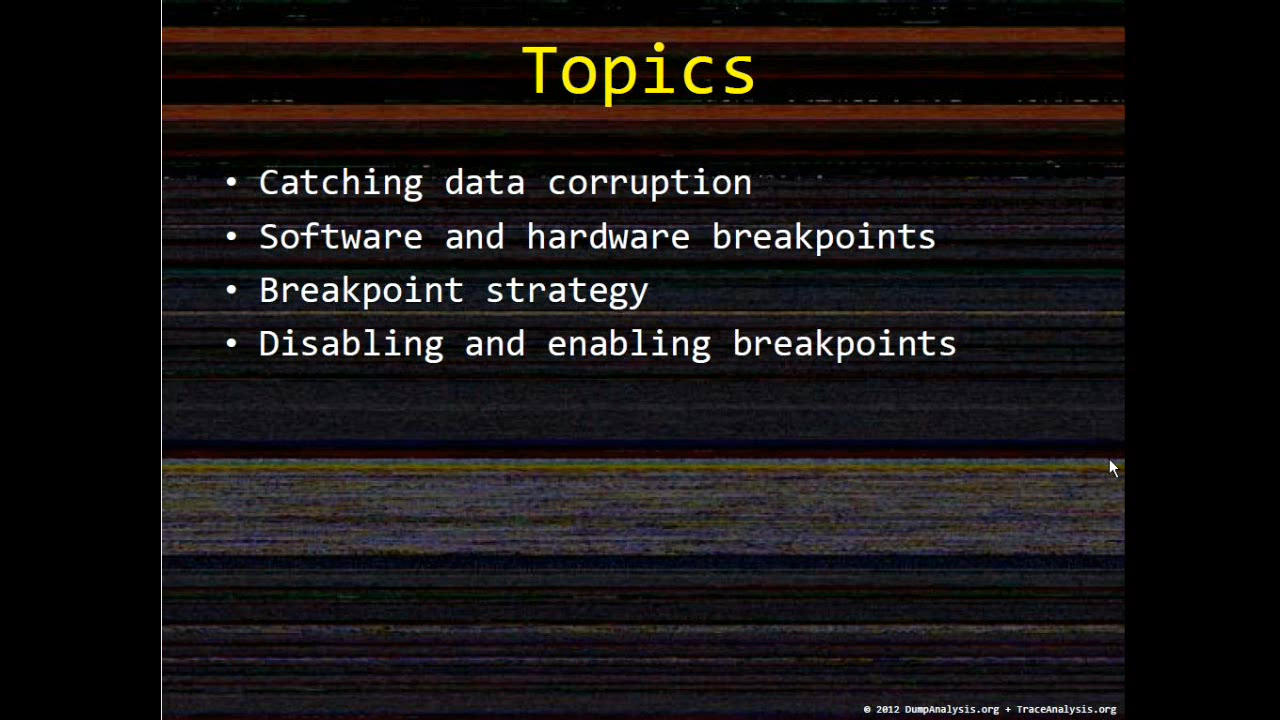 Topics
• Catching data corruption
• Software and hardware breakpoints
• Breakpoint strategy
• Disabling and enabling breakpoints
© 2012 DumpAnalysis.org + TraceAnalysis.org